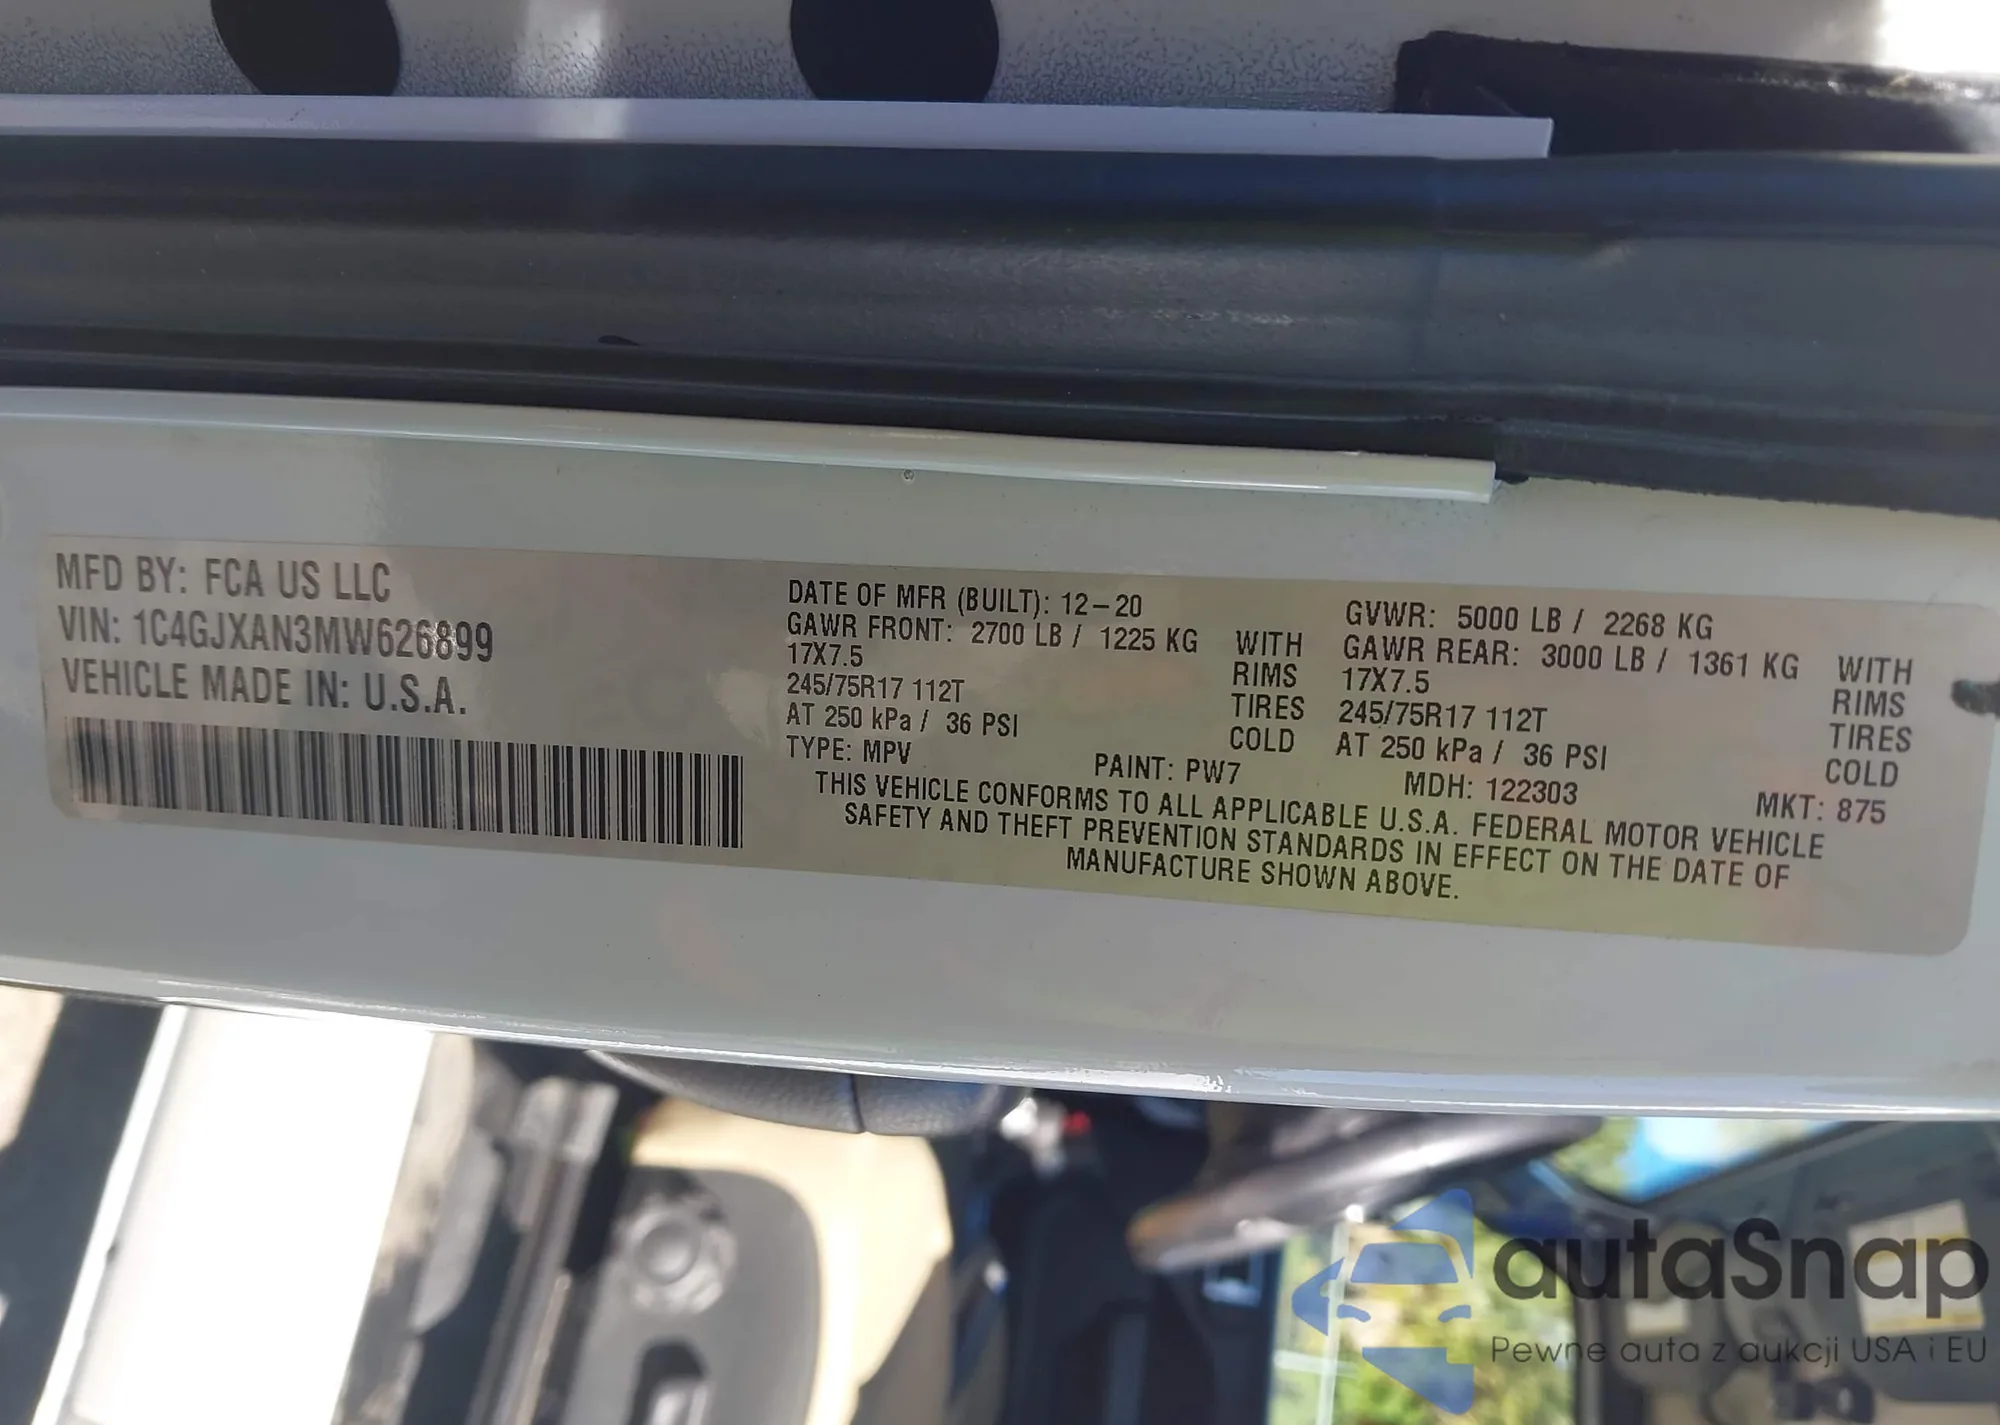 MFD BY: FCA US LLC
VIN: 1C4GJXAN3MW626899
VEHICLE MADE IN: U.S.A.
DATE OF MFR (BUILT): 12-20
GVWR: 5000 LB / 2268 KG
GAWR FRONT: 2700 LB / 1225 KG WITH
17X7.5 RIMS
245/75R17 112T TIRES
AT 250 kPa / 36 PSI COLD
GAWR REAR: 3000 LB / 1361 KG WITH
17X7.5 RIMS
245/75R17 112T TIRES
AT 250 kPa / 36 PSI COLD
TYPE: MPV PAINT: PW7 MDH: 122303 MKT: 875
THIS VEHICLE CONFORMS TO ALL APPLICABLE U.S.A. FEDERAL MOTOR VEHICLE
SAFETY AND THEFT PREVENTION STANDARDS IN EFFECT ON THE DATE OF
MANUFACTURE SHOWN ABOVE.
autaSnap
Pewne auta z aukcji USA i EU